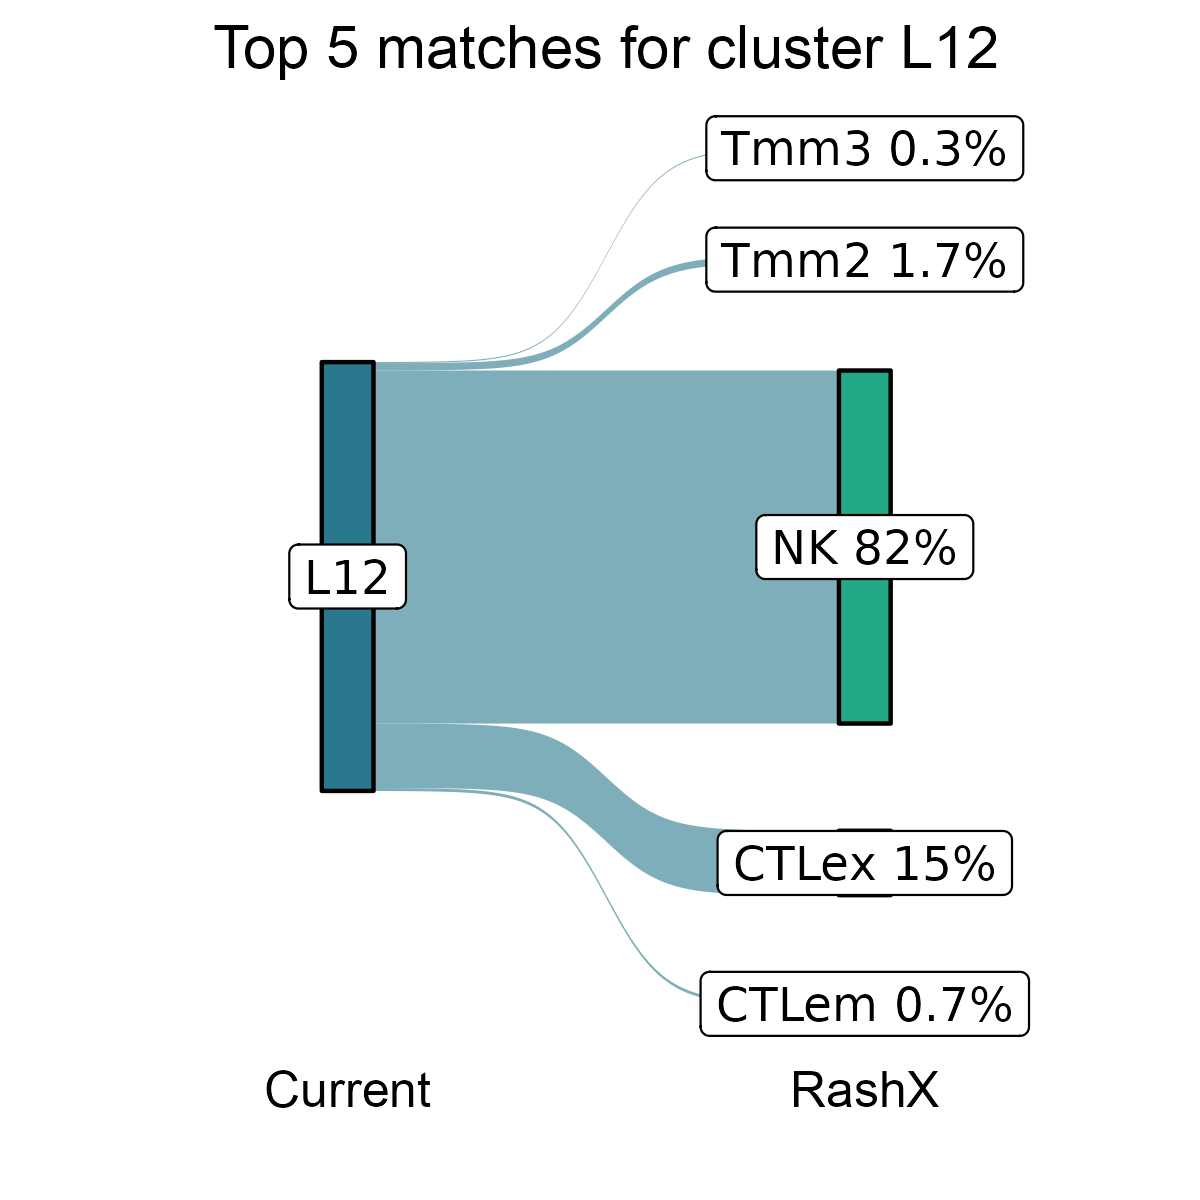 Top 5 matches for cluster L12
Tmm3 0.3%
Tmm2 1.7%
NK 82%
L12
CTLex 15%
CTLem 0.7%
Current
RashX